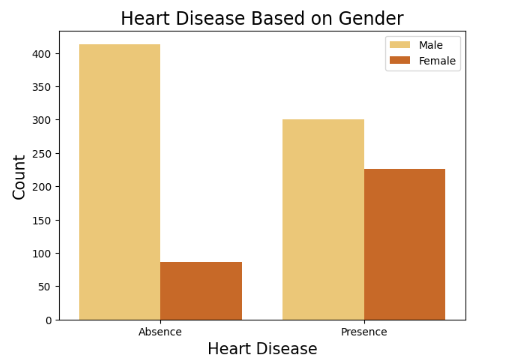 Heart Disease Based on Gender
Male
Female
400
350
300
250
200
150
100
50
0
Count
Absence
Presence
Heart Disease